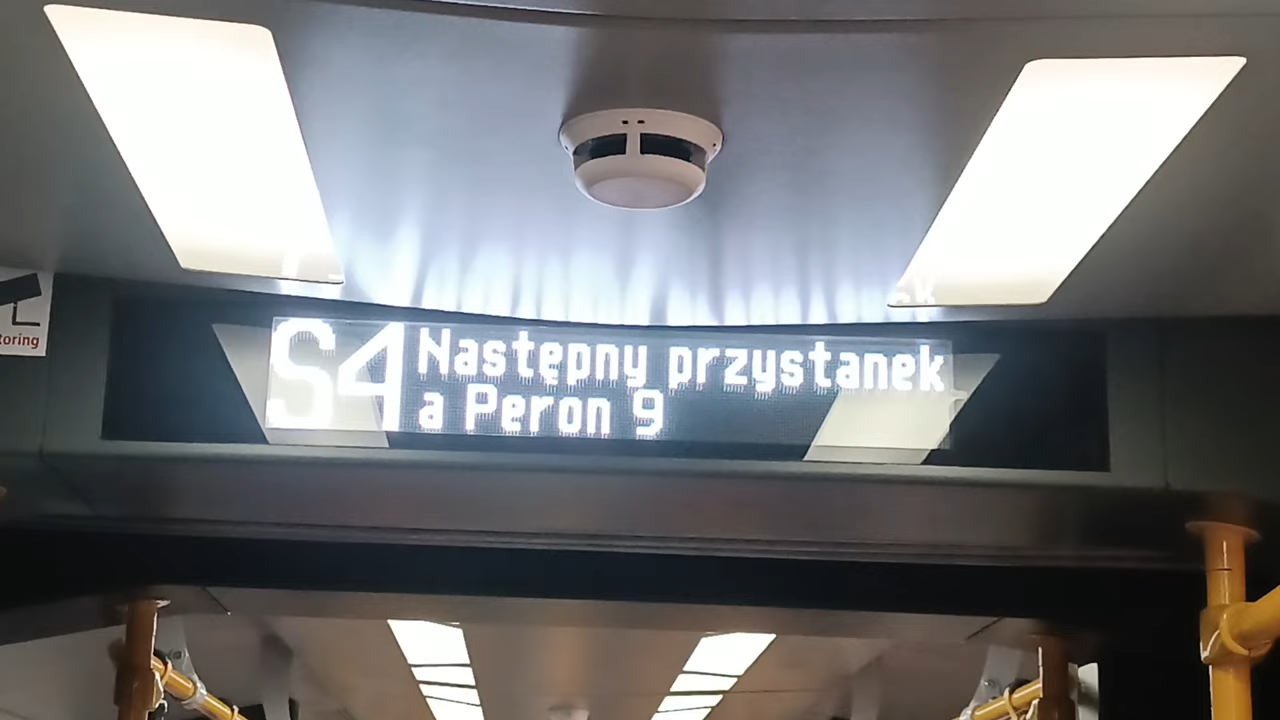 S4
Następny przystanek
a Peron 9
toring